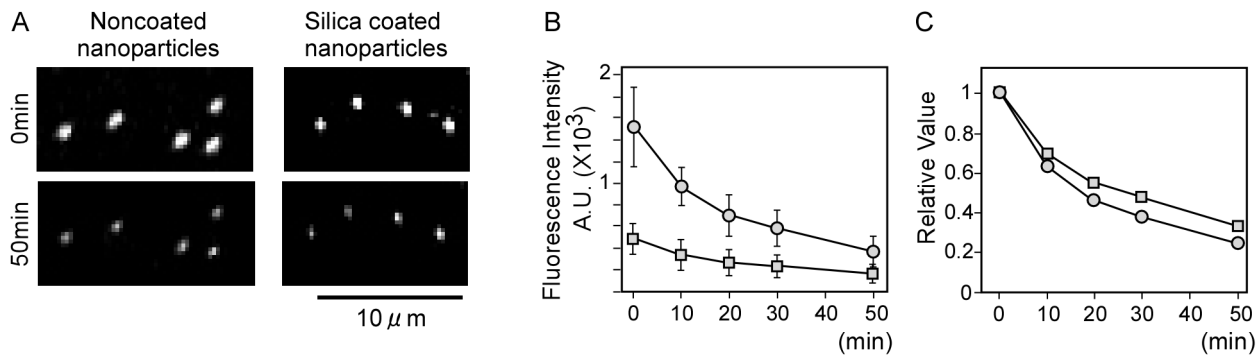 A
Noncoated
nanoparticles
Silica coated
nanoparticles
0min
50min
10 μm
B
Fluorescence Intensity
A.U. (X10³)
2
1
0 10 20 30 40 50
(min)
C
Relative Value
1
0.8
0.6
0.4
0.2
0
0 10 20 30 40 50
(min)